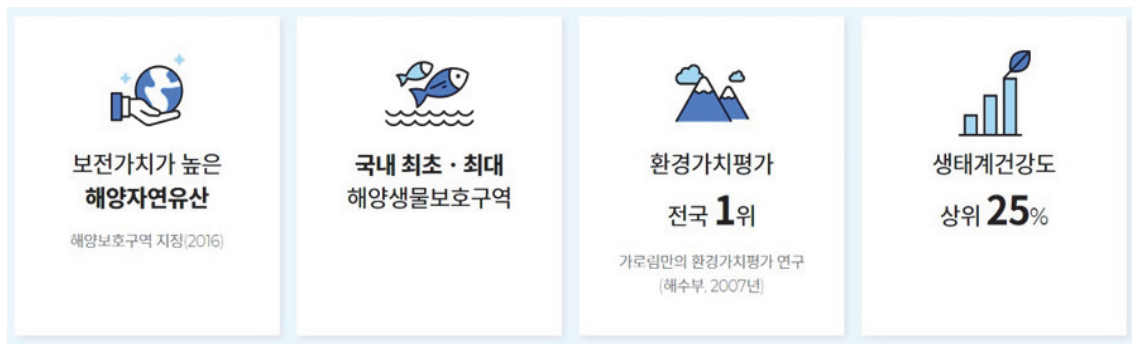 보전가치가 높은
해양자연유산
해양보호구역 지정(2016)
국내 최초 · 최대
해양생물보호구역
환경가치평가
전국 1위
가로림만의 환경가치평가 연구
(해수부, 2007년)
생태계건강도
상위 25%